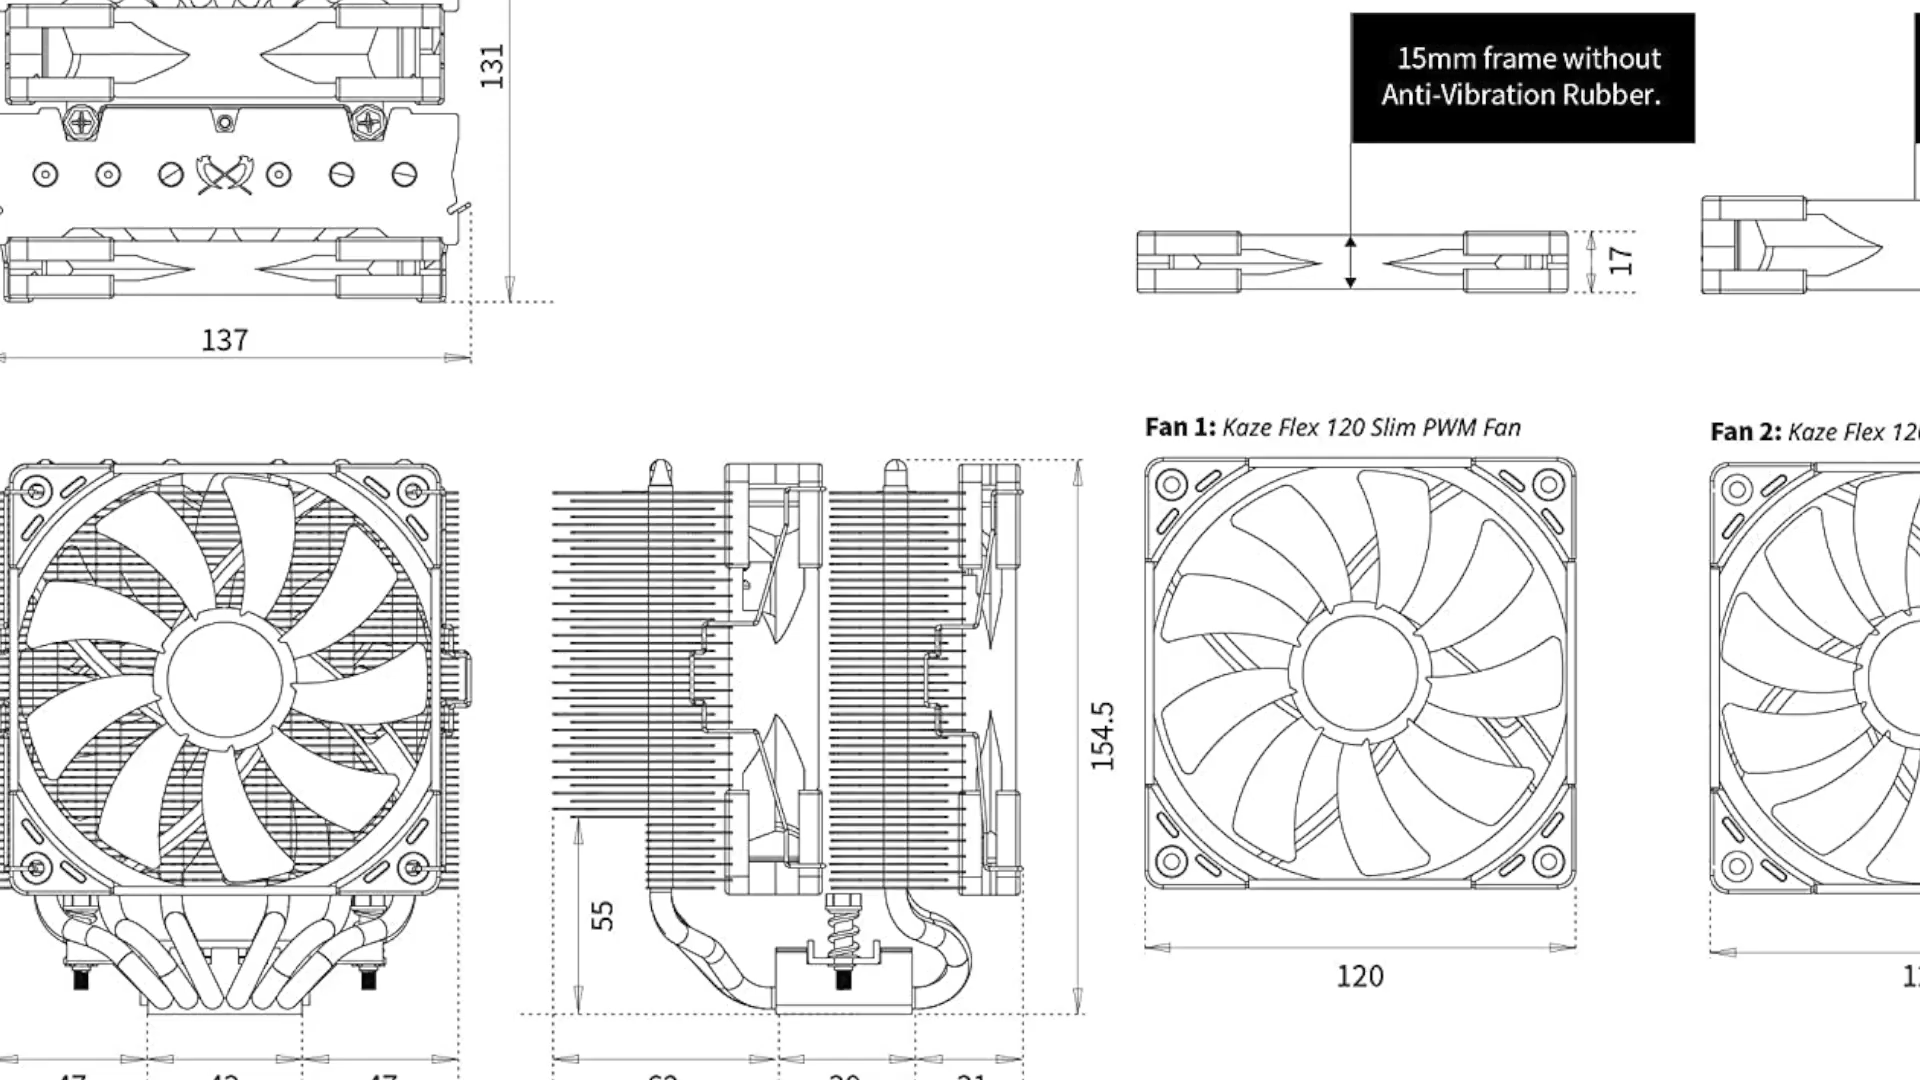 15mm frame without
Anti-Vibration Rubber.
131
17
137
Fan 1: Kaze Flex 120 Slim PWM Fan
Fan 2: Kaze Flex
154.5
55
120